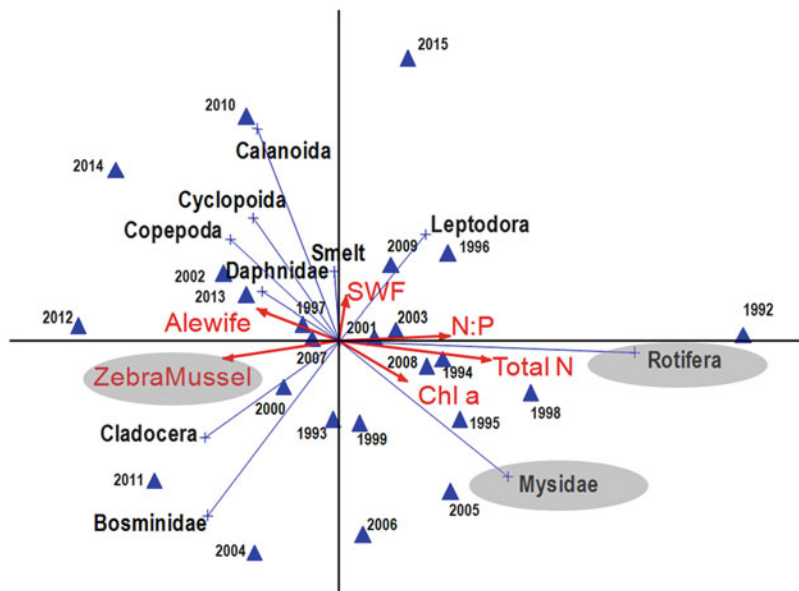 2015
2010
Calanoida
2014
Cyclopoida
Copepoda
Leptodora
Smelt
2009
1996
2002
Daphnidae
2013
SWF
1997
1992
2012
Alewife
2001
2003
N:P
2007
Rotifera
ZebraMussel
2008
1994
Total N
Chl a
2000
1998
Cladocera
1993
1999
1995
2011
Mysidae
2005
Bosminidae
2004
2006